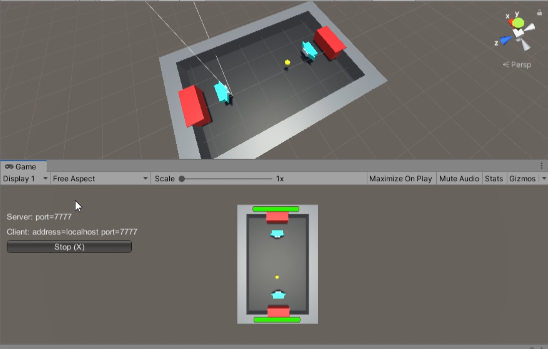 y
x
z
Persp
Game
Display 1 Free Aspect Scale 1x Maximize On Play Mute Audio Stats Gizmos
Server: port=7777
Client: address=localhost port=7777
Stop (X)